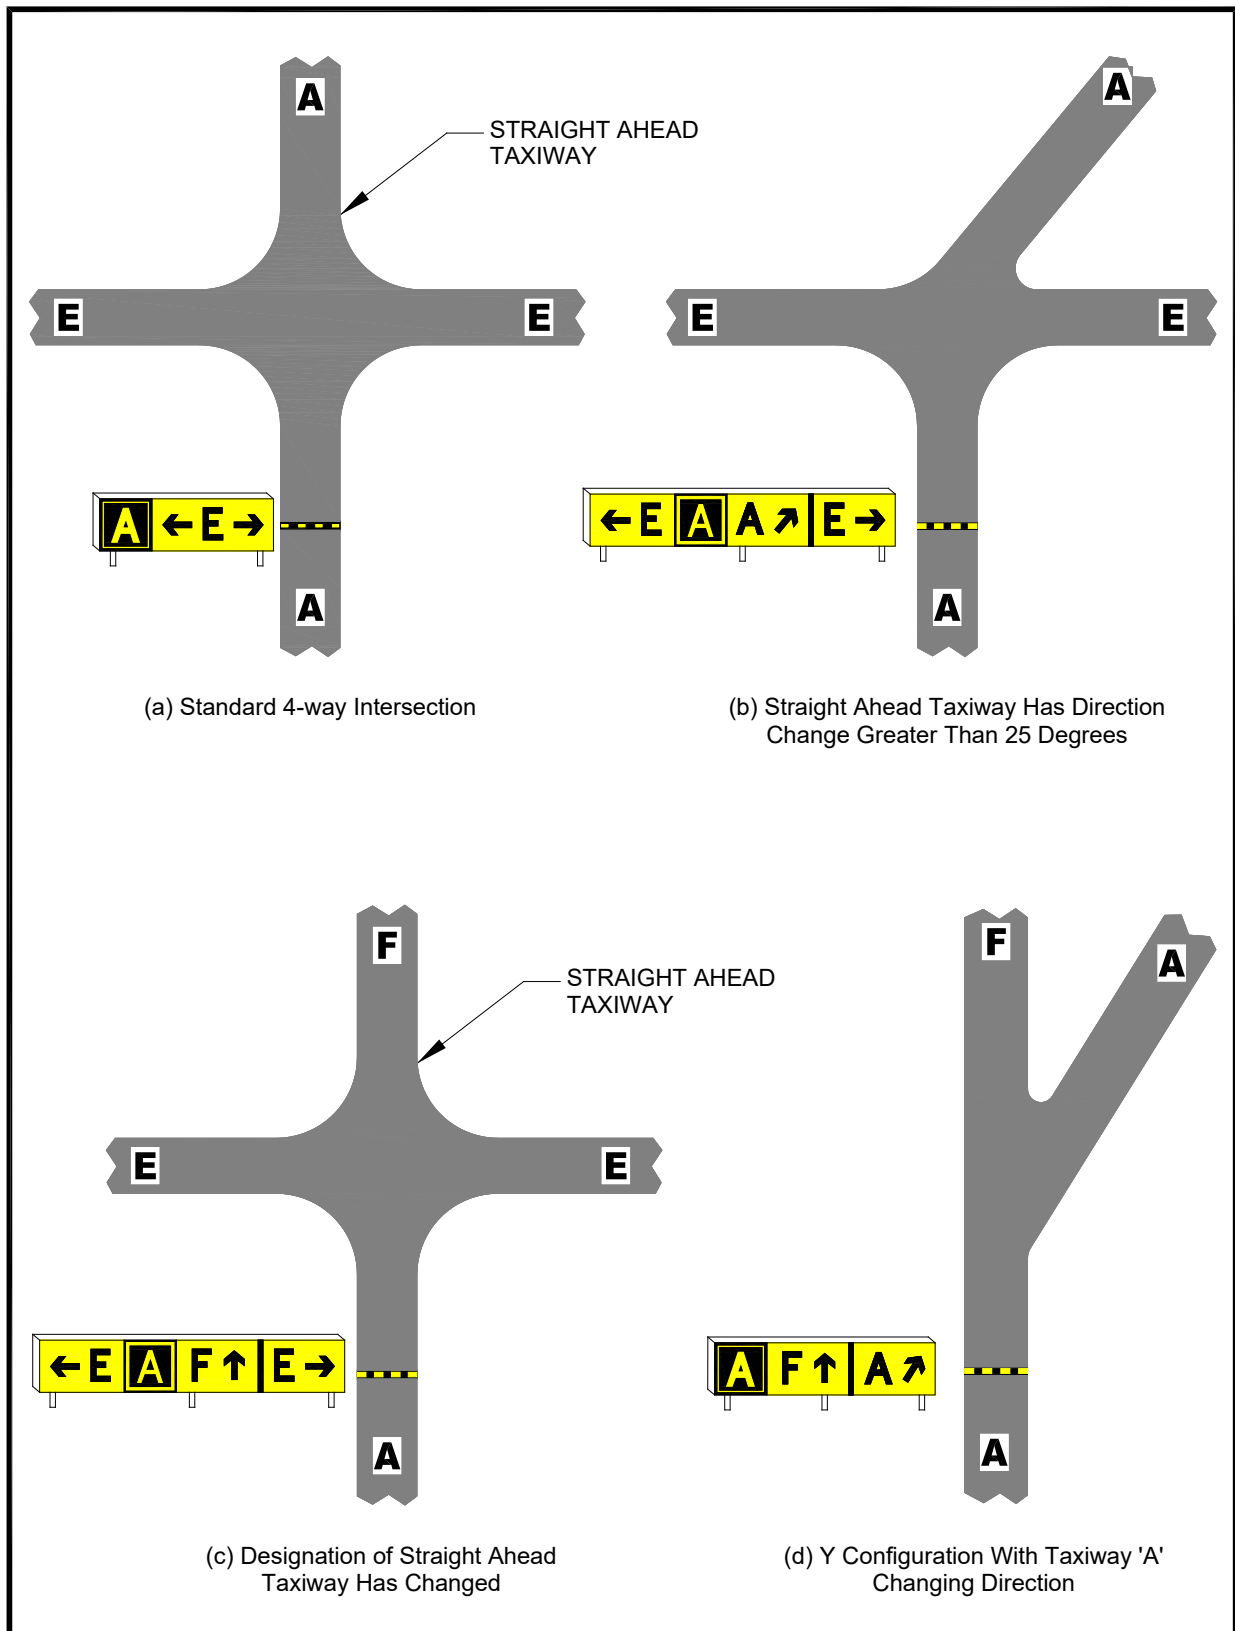 A
STRAIGHT AHEAD
TAXIWAY
E E
A ← E →
A
(a) Standard 4-way Intersection
A
E E
← E A A ↗ E →
A
(b) Straight Ahead Taxiway Has Direction
Change Greater Than 25 Degrees
F
STRAIGHT AHEAD
TAXIWAY
E E
← E A F ↑ E →
A
(c) Designation of Straight Ahead
Taxiway Has Changed
F
A
A F ↑ A ↗
A
(d) Y Configuration With Taxiway 'A'
Changing Direction